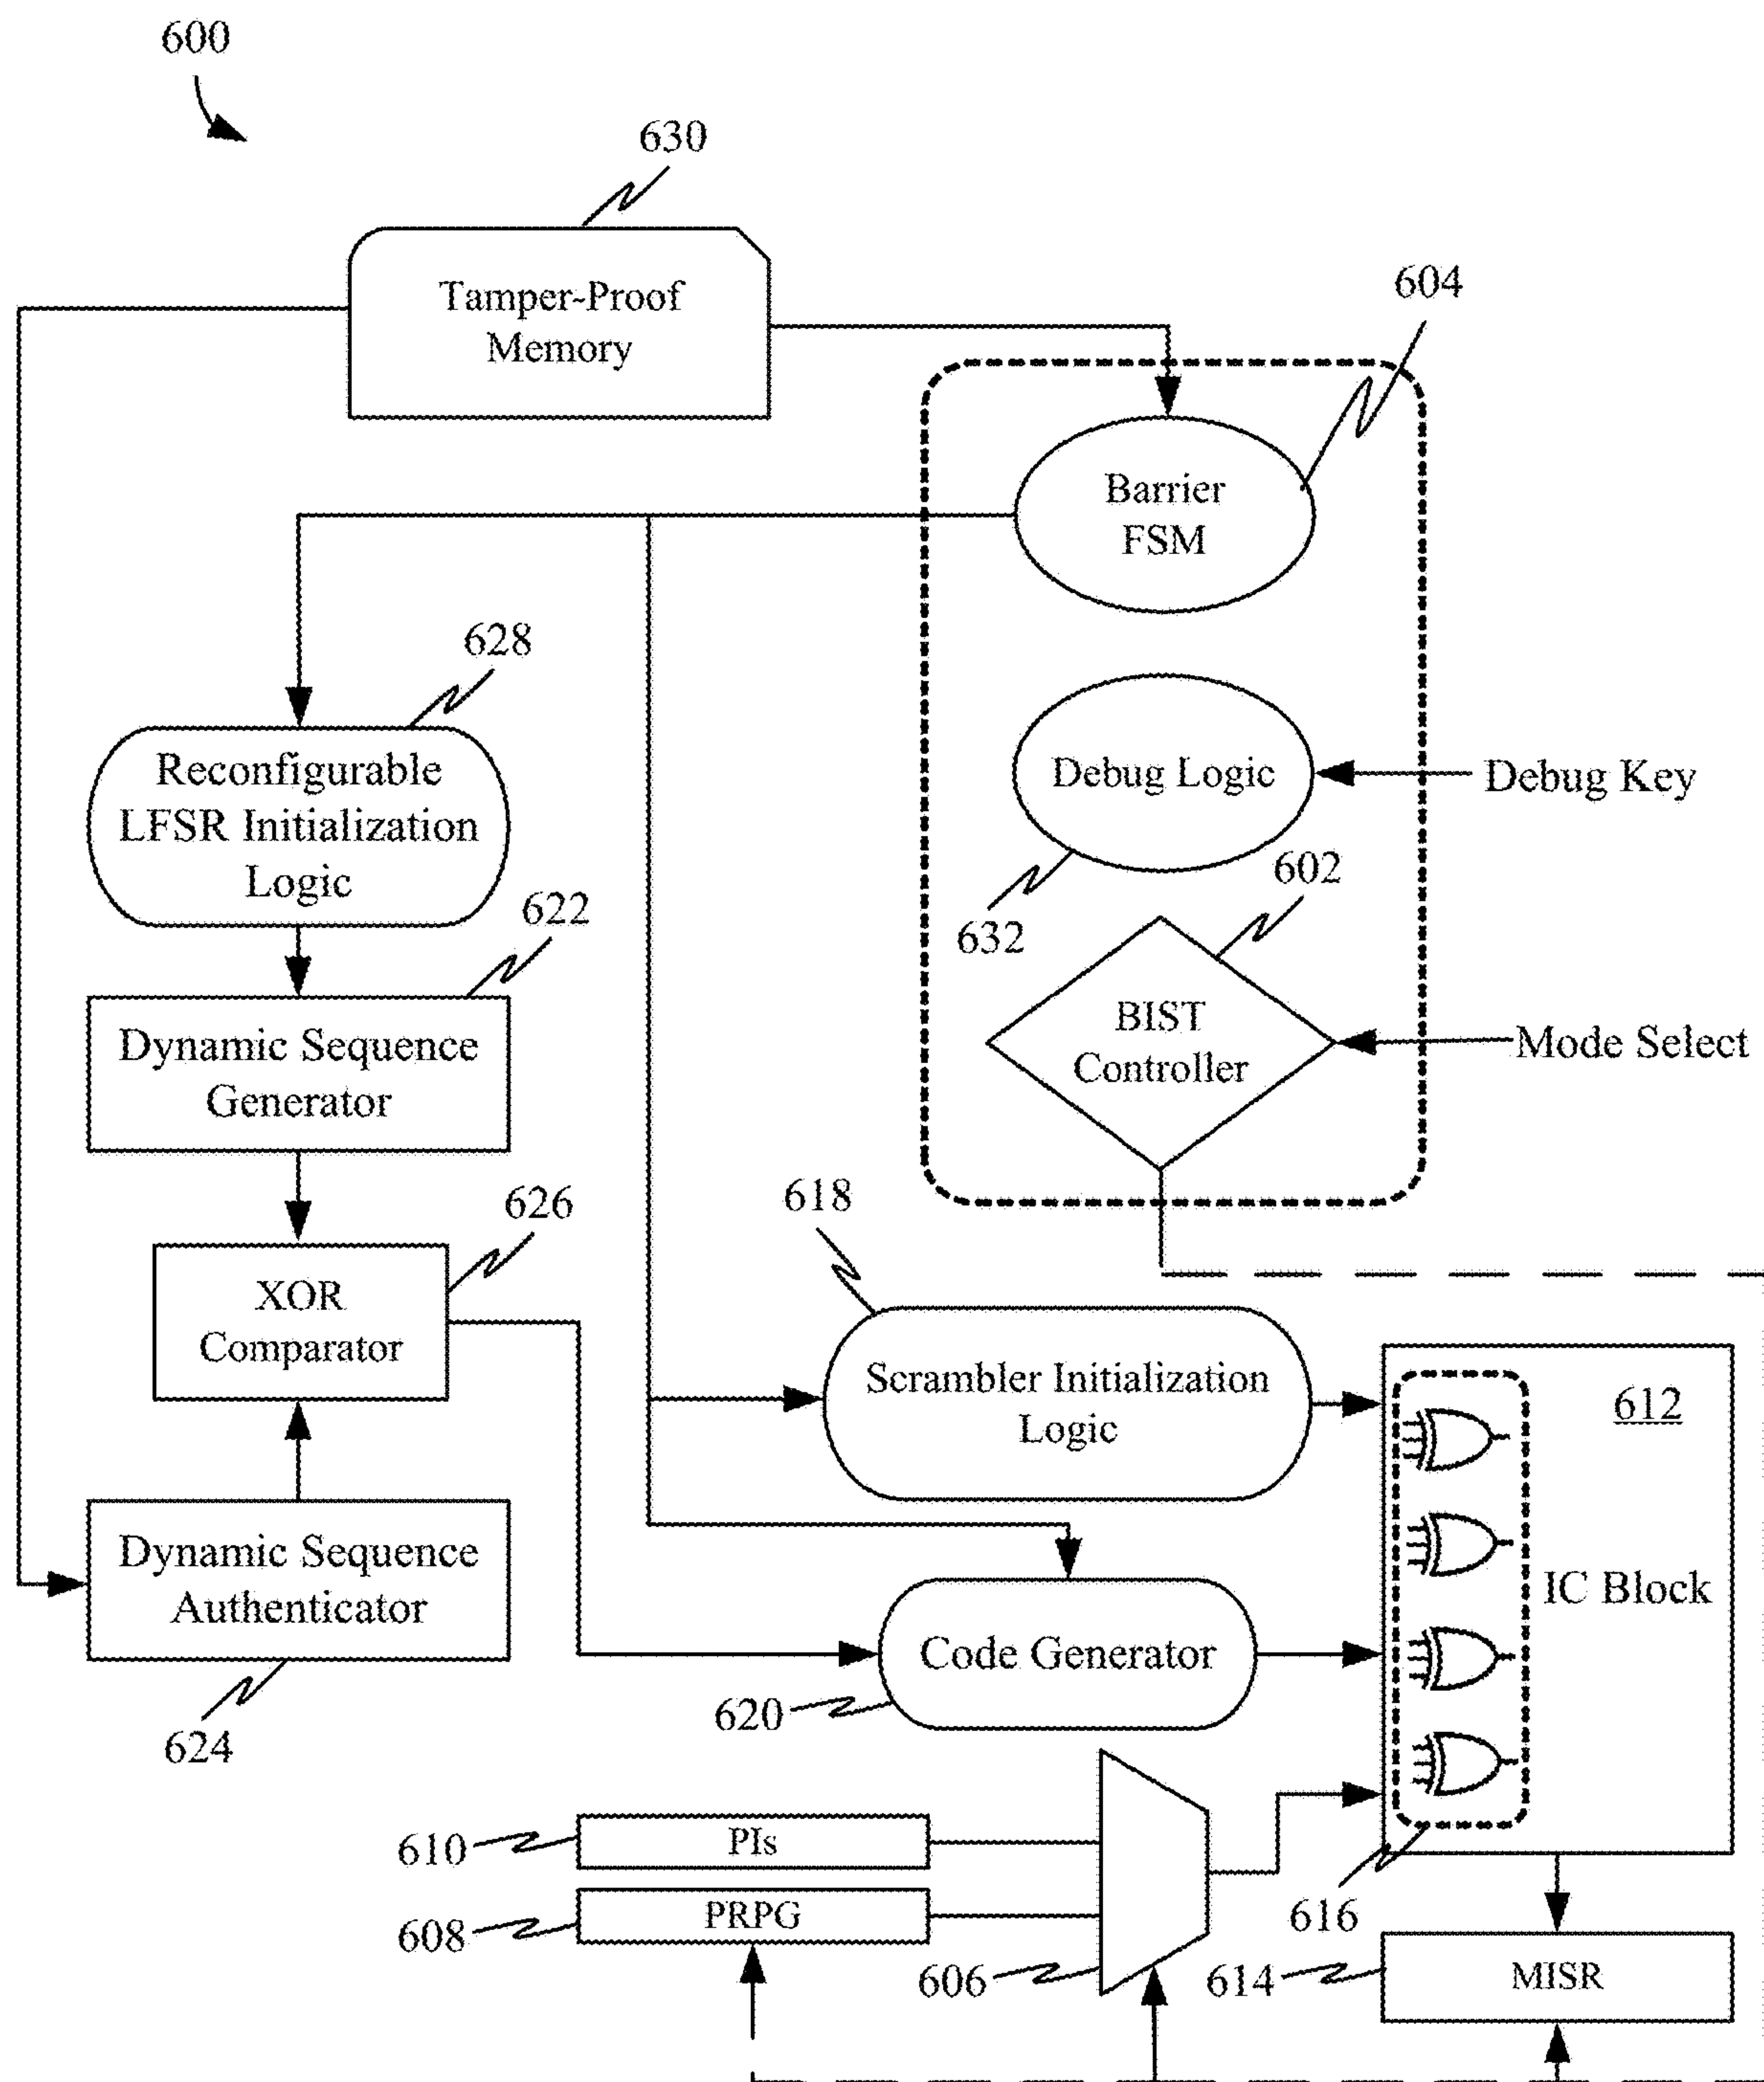 600
630
Tamper-Proof
Memory
604
Barrier
FSM
628
Reconfigurable
LFSR Initialization
Logic
Debug Logic
Debug Key
602
632
622
Dynamic Sequence
Generator
BIST
Controller
Mode Select
626
618
XOR
Comparator
Scrambler Initialization
Logic
612
Dynamic Sequence
Authenticator
IC Block
Code Generator
620
624
610
PIs
616
608
PRPG
606
614
MISR